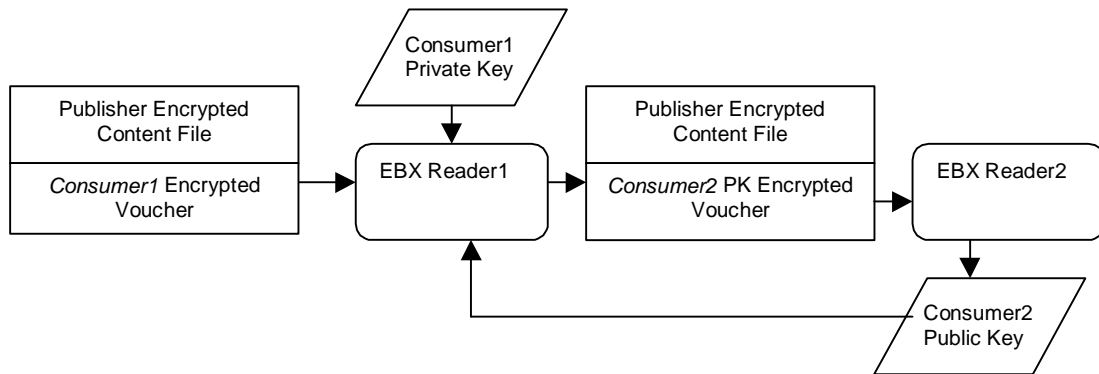 Consumer1
Private Key
Publisher Encrypted
Content File
Consumer1 Encrypted
Voucher
EBX Reader1
Publisher Encrypted
Content File
Consumer2 PK Encrypted
Voucher
EBX Reader2
Consumer2
Public Key